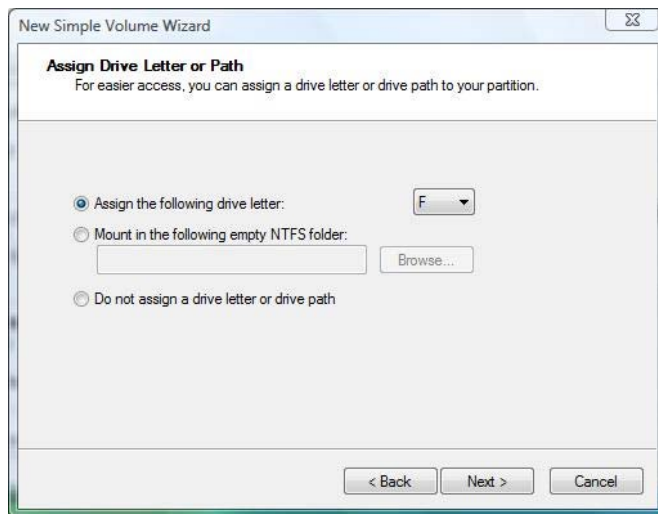 New Simple Volume Wizard
Assign Drive Letter or Path
For easier access, you can assign a drive letter or drive path to your partition.
Assign the following drive letter: F
Mount in the following empty NTFS folder:
Browse...
Do not assign a drive letter or drive path
< Back Next > Cancel